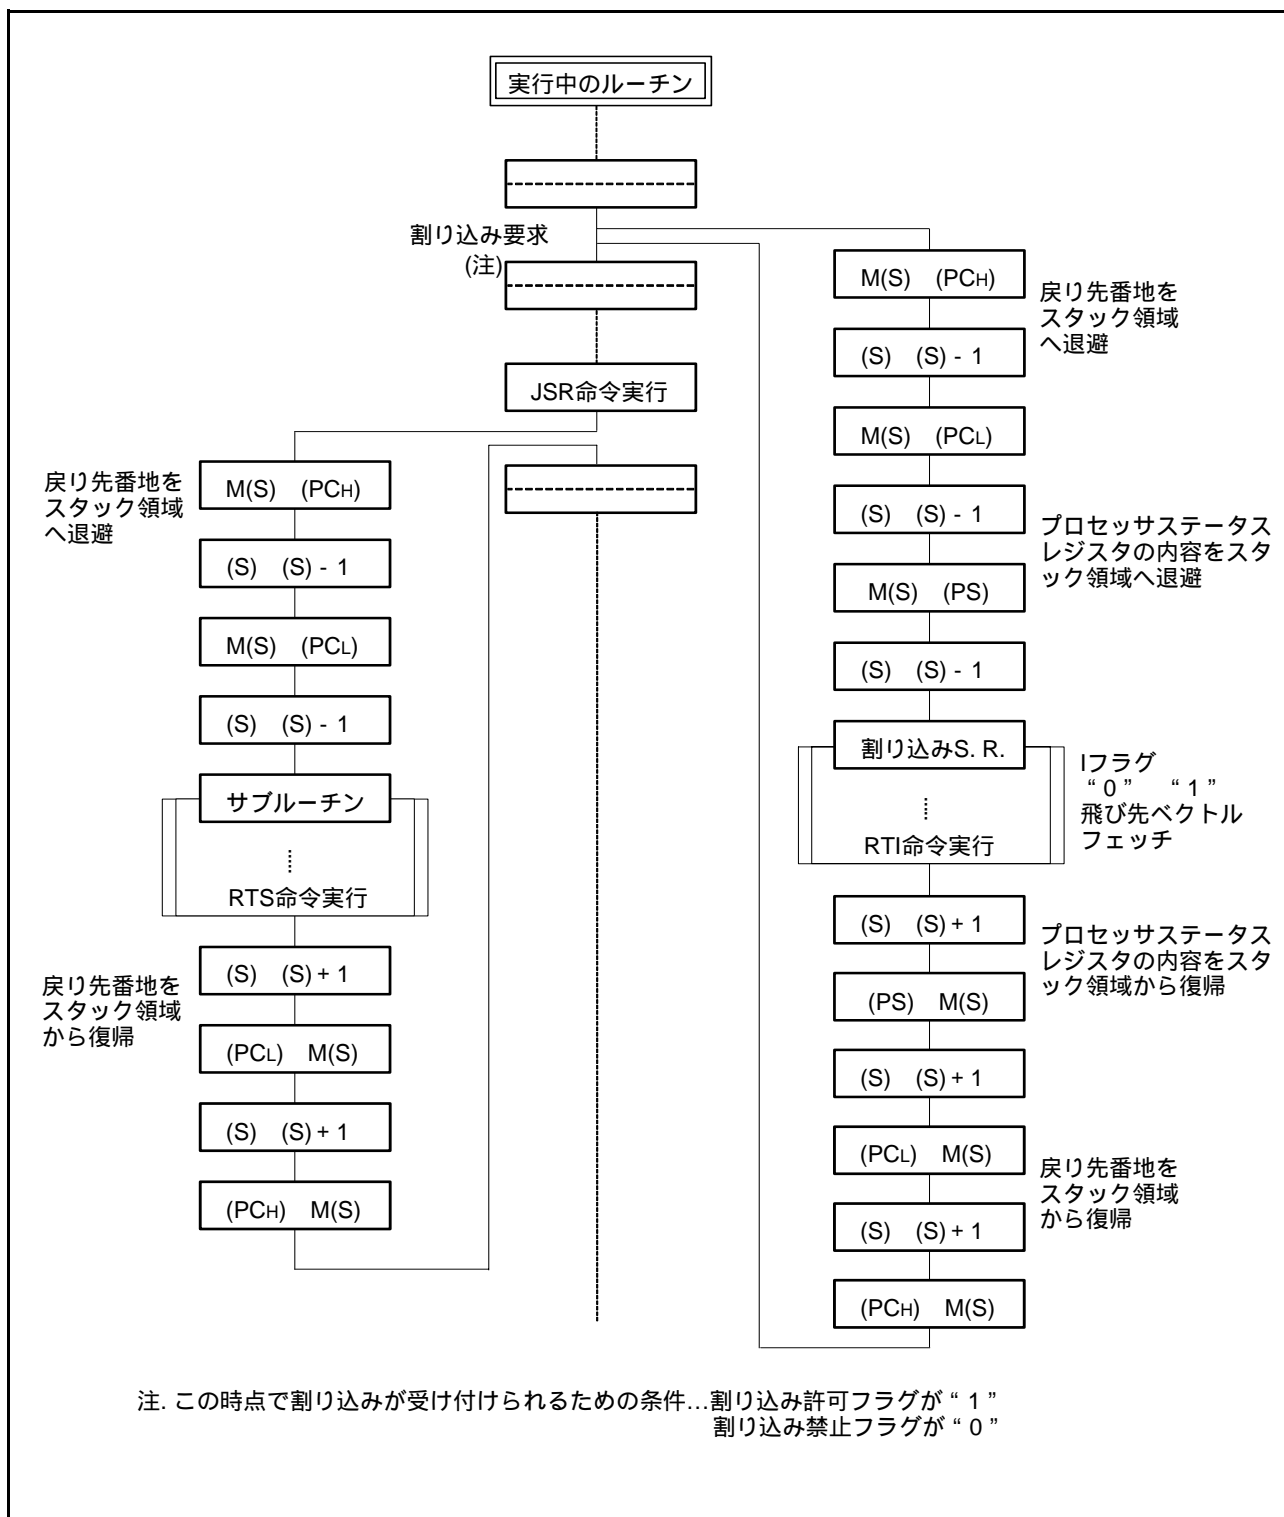 実行中のルーチン
割り込み要求
(注)
JSR命令実行
戻り先番地を
スタック領域
へ退避
M(S) (PCH)
(S) (S) - 1
M(S) (PCL)
(S) (S) - 1
サブルーチン
RTS命令実行
戻り先番地を
スタック領域
から復帰
(S) (S) + 1
(PCL) M(S)
(S) (S) + 1
(PCH) M(S)
M(S) (PCH)
戻り先番地を
スタック領域
へ退避
(S) (S) - 1
M(S) (PCL)
(S) (S) - 1
プロセッサステータス
レジスタの内容をスタ
ック領域へ退避
M(S) (PS)
(S) (S) - 1
割り込みS. R.
RTI命令実行
Iフラグ
“ 0 ” “ 1 ”
飛び先ベクトル
フェッチ
(S) (S) + 1
プロセッサステータス
レジスタの内容をスタ
ック領域から復帰
(PS) M(S)
(S) (S) + 1
(PCL) M(S)
戻り先番地を
スタック領域
から復帰
(S) (S) + 1
(PCH) M(S)
注. この時点で割り込みが受け付けられるための条件…割り込み許可フラグが “ 1 ”
割り込み禁止フラグが “ 0 ”